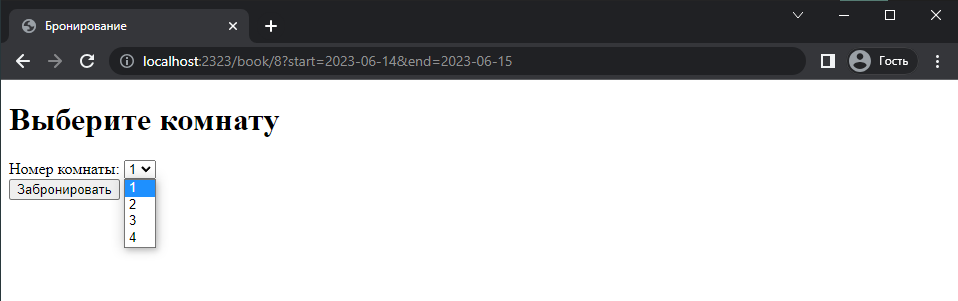 Бронирование
localhost:2323/book/8?start=2023-06-14&end=2023-06-15
Гость
Выберите комнату
Номер комнаты: 1
Забронировать
1
2
3
4